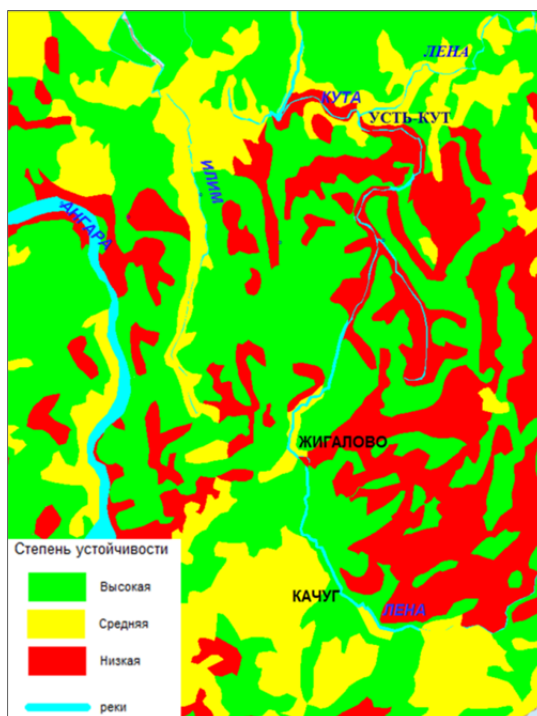 ЛЕНА
КУТА
УСТЬ-КУТ
ИЛИМ
АНГАРА
ЖИГАЛОВО
КАЧУГ
ЛЕНА
Степень устойчивости
Высокая
Средняя
Низкая
реки